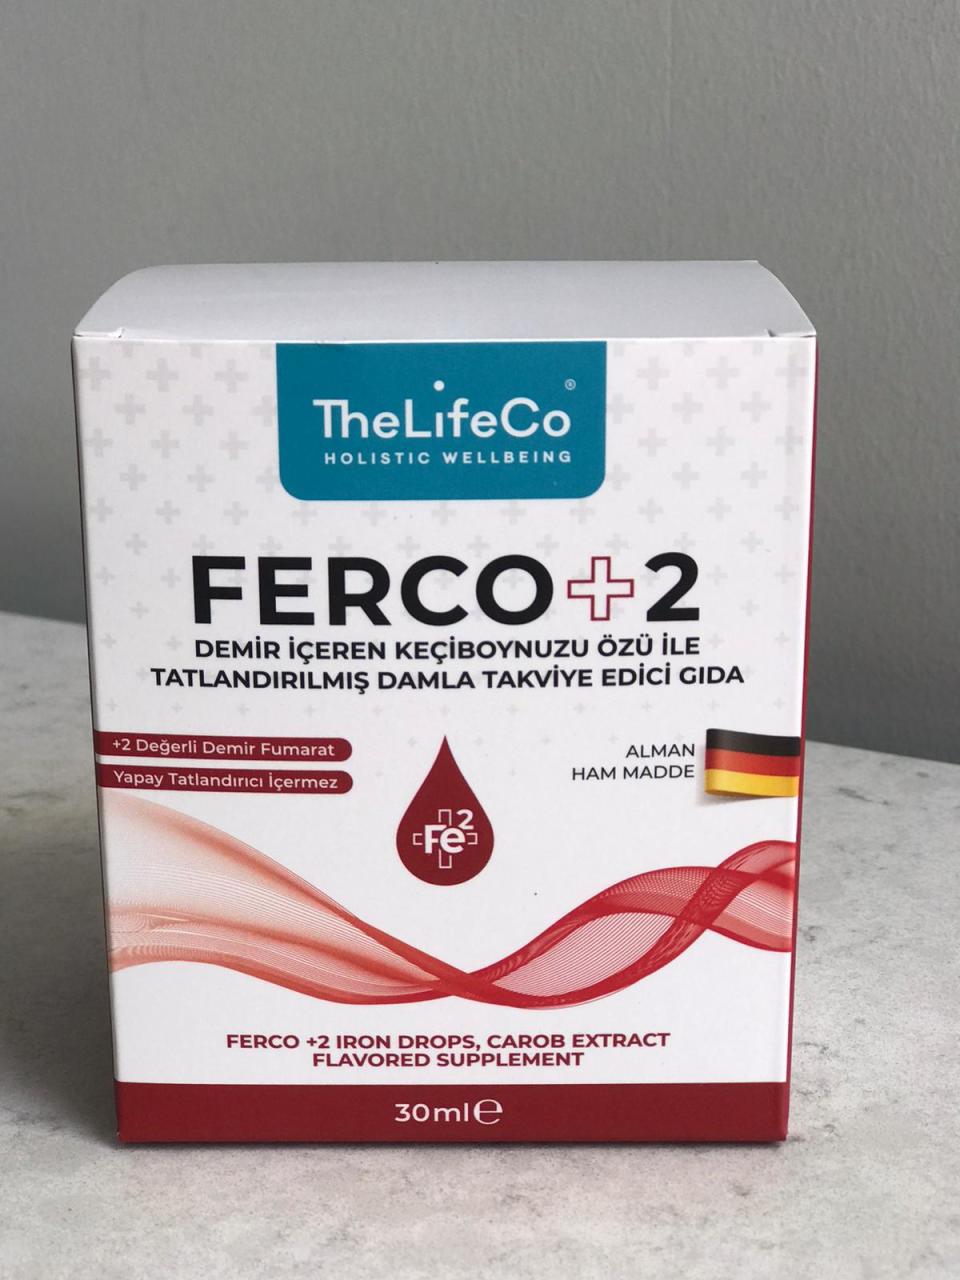 TheLifeCo®
HOLISTIC WELLBEING
FERCO+2
DEMİR İÇEREN KEÇİBOYNUZU ÖZÜ İLE
TATLANDIRILMIŞ DAMLA TAKVİYE EDİCİ GIDA
+2 Değerli Demir Fumarat
Yapay Tatlandırıcı İçermez
ALMAN
HAM MADDE
Fe2
FERCO +2 IRON DROPS, CAROB EXTRACT
FLAVORED SUPPLEMENT
30ml℮